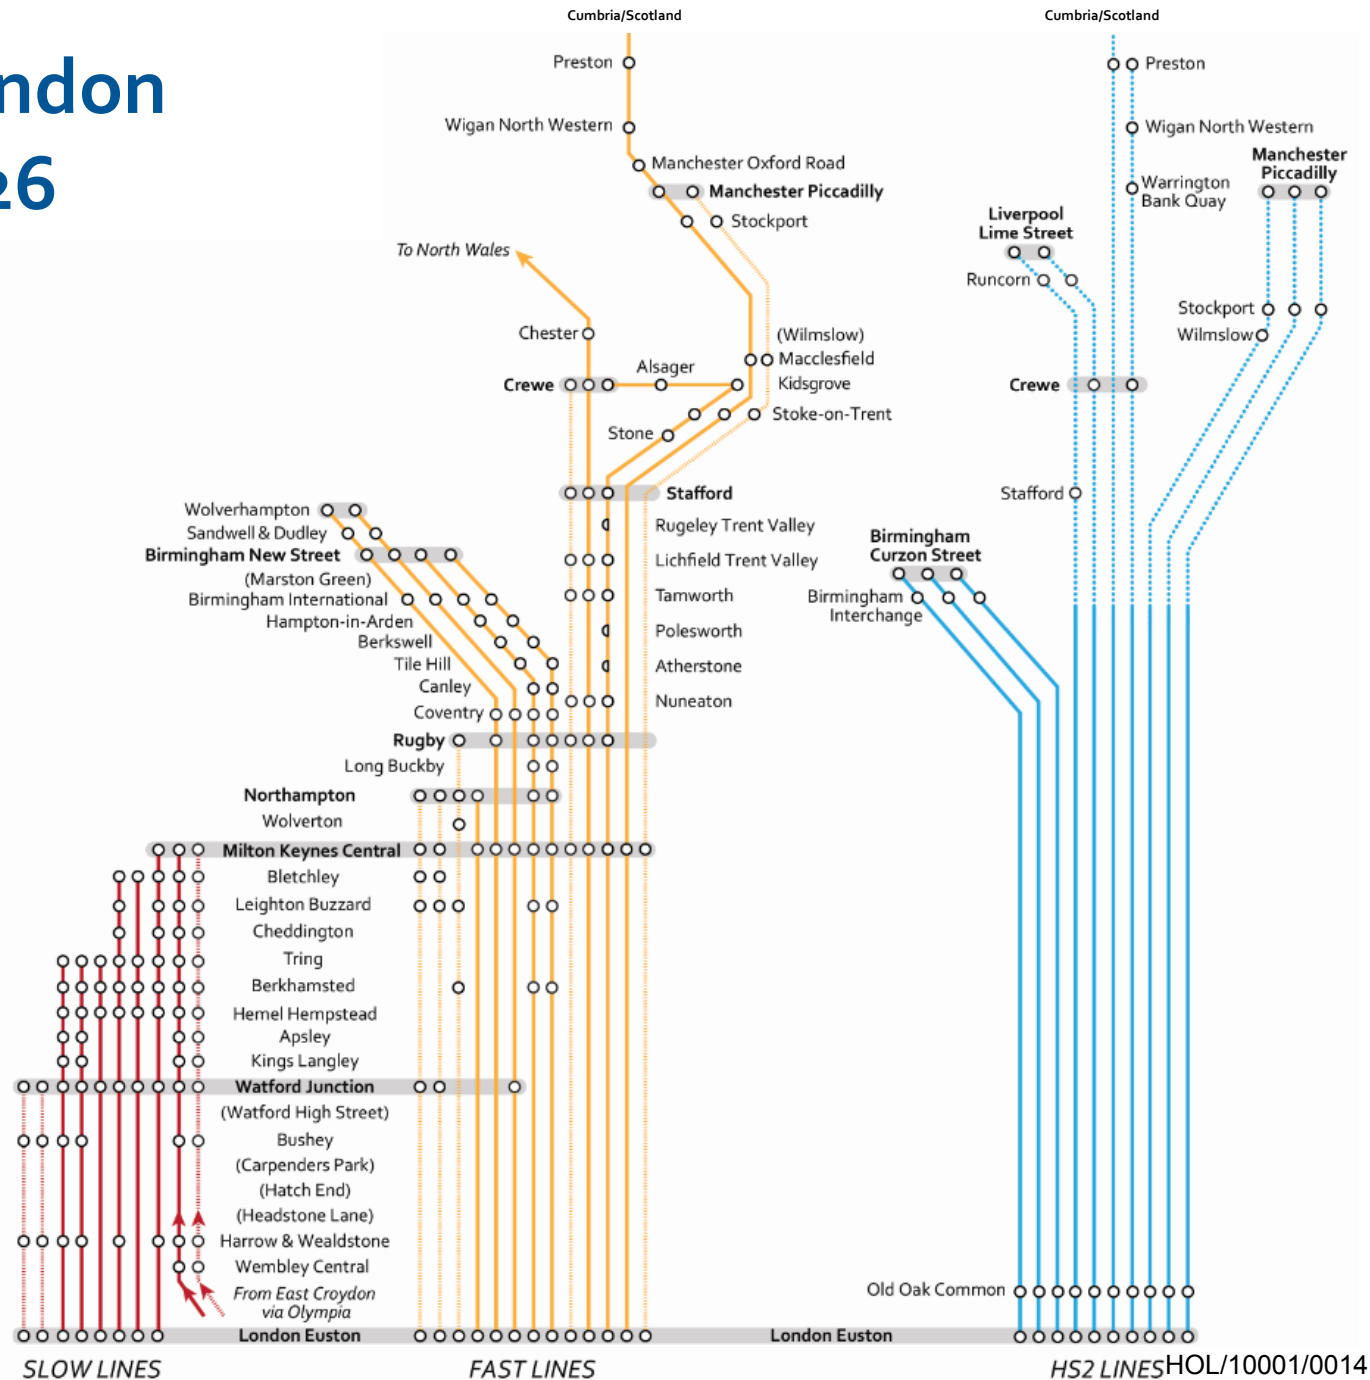 ndon
26
Cumbria/Scotland
Preston
Wigan North Western
Manchester Oxford Road
Manchester Piccadilly
Stockport
To North Wales
Chester
(Wilmslow)
Macclesfield
Alsager
Crewe
Kidsgrove
Stoke-on-Trent
Stone
Stafford
Wolverhampton
Sandwell & Dudley
Birmingham New Street
(Marston Green)
Birmingham International
Hampton-in-Arden
Berkswell
Tile Hill
Canley
Coventry
Rugeley Trent Valley
Lichfield Trent Valley
Tamworth
Polesworth
Atherstone
Nuneaton
Rugby
Long Buckby
Northampton
Wolverton
Milton Keynes Central
Bletchley
Leighton Buzzard
Cheddington
Tring
Berkhamsted
Hemel Hempstead
Apsley
Kings Langley
Watford Junction
(Watford High Street)
Bushey
(Carpenders Park)
(Hatch End)
(Headstone Lane)
Harrow & Wealdstone
Wembley Central
From East Croydon
via Olympia
London Euston
SLOW LINES
FAST LINES
Cumbria/Scotland
Preston
Wigan North Western
Warrington
Bank Quay
Manchester
Piccadilly
Liverpool
Lime Street
Runcorn
Stockport
Wilmslow
Crewe
Stafford
Birmingham
Curzon Street
Birmingham
Interchange
Old Oak Common
London Euston
HS2 LINES
HOL/10001/0014